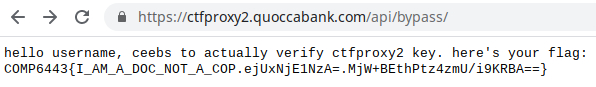 https://ctfproxy2.quoccabank.com/api/bypass/
hello username, ceebs to actually verify ctfproxy2 key. here's your flag:
COMP6443{I_AM_A_DOC_NOT_A_COP.ejUxNjE1NzA=.MjW+BEthPtz4zmU/i9KRBA==}